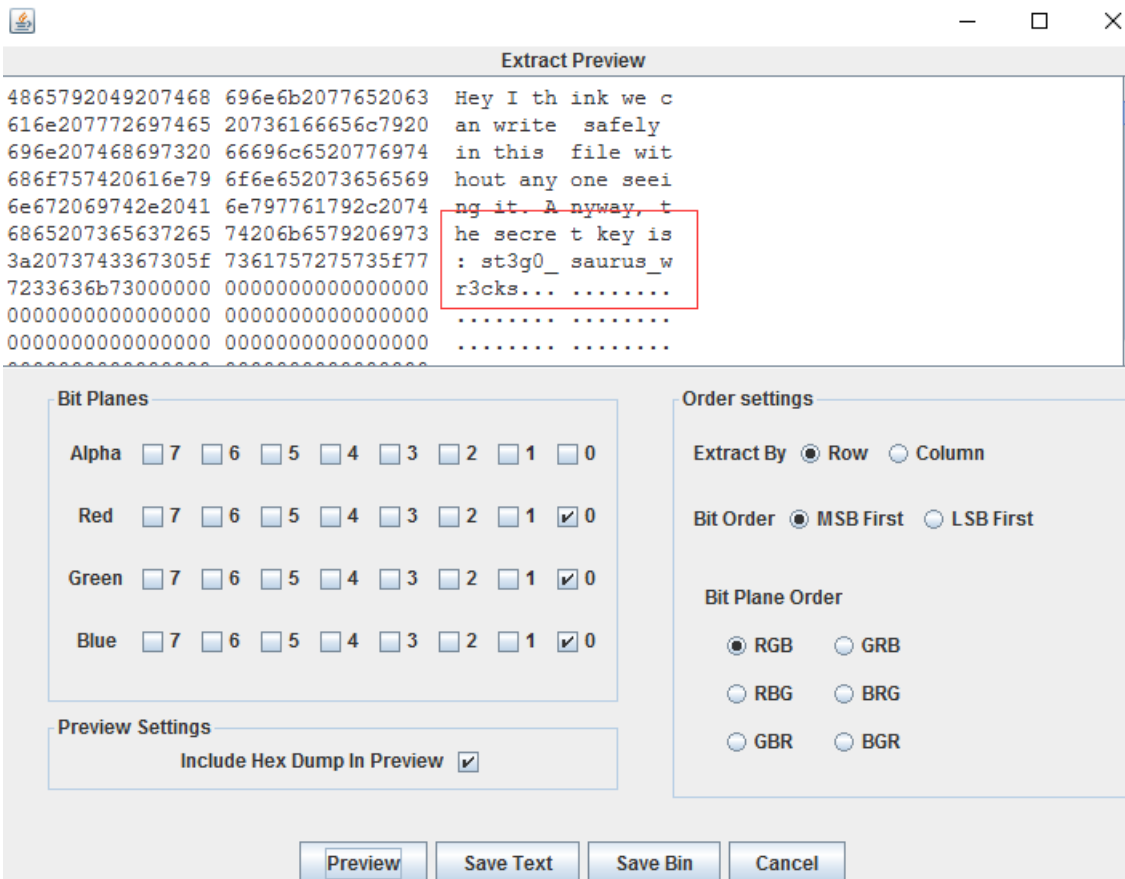 Extract Preview
4865792049207468 696e6b2077652063 Hey I th ink we c
616e207772697465 20736166656c7920 an write  safely
696e207468697320 66696c6520776974 in this  file wit
686f757420616e79 6f6e652073656569 hout any one seei
6e672069742e2041 6e797761792c2074 ng it. A nyway, t
6865207365637265 74206b6579206973 he secre t key is
3a2073743367305f 7361757275735f77 : st3g0_ saurus_w
7233636b73000000 0000000000000000 r3cks... ........
0000000000000000 0000000000000000 ........ ........
0000000000000000 0000000000000000 ........ ........
Bit Planes
Alpha 7 6 5 4 3 2 1 0
Red 7 6 5 4 3 2 1 0
Green 7 6 5 4 3 2 1 0
Blue 7 6 5 4 3 2 1 0
Preview Settings
Include Hex Dump In Preview
Order settings
Extract By Row Column
Bit Order MSB First LSB First
Bit Plane Order
RGB GRB
RBG BRG
GBR BGR
Preview Save Text Save Bin Cancel